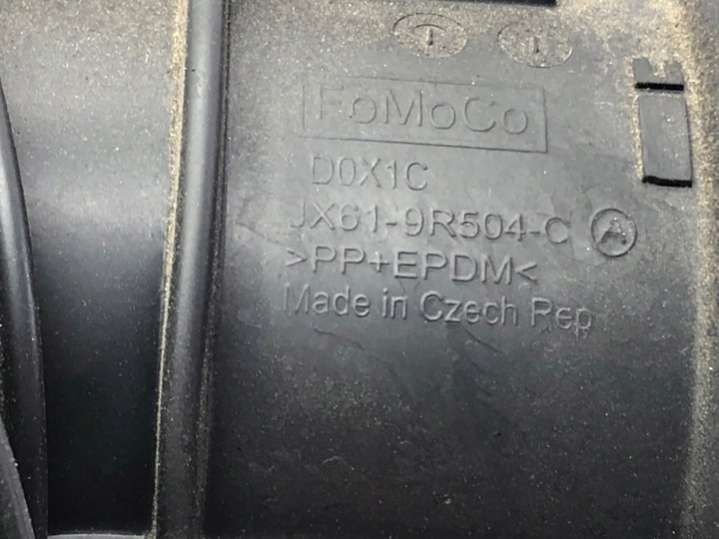 FoMoCo
D0X1C
JX61-9R504-C A
>PP+EPDM<
Made in Czech Rep